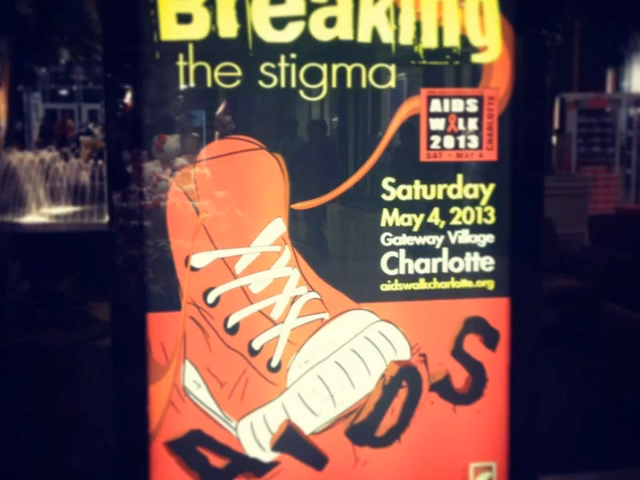 Breaking
the stigma
AIDS
WALK
2013
CHARLOTTE
SAT - MAY 4
Saturday
May 4, 2013
Gateway Village
Charlotte
aidswalkcharlotte.org
AIDS